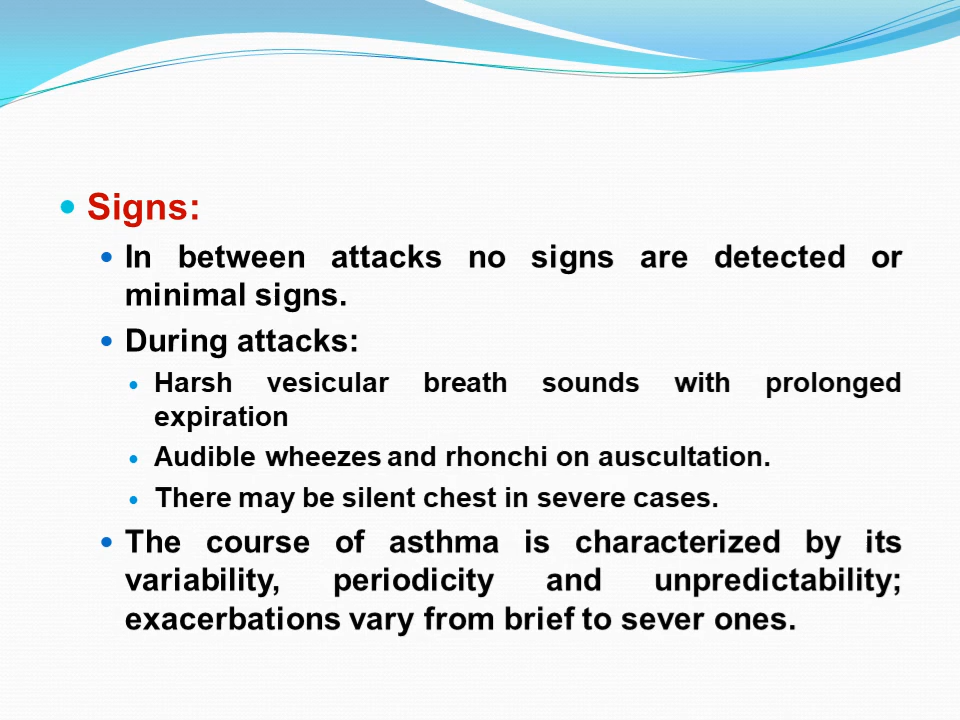 Signs:
In between attacks no signs are detected or
minimal signs.
During attacks:
Harsh vesicular breath sounds with prolonged
expiration
Audible wheezes and rhonchi on auscultation.
There may be silent chest in severe cases.
The course of asthma is characterized by its
variability, periodicity and unpredictability;
exacerbations vary from brief to sever ones.